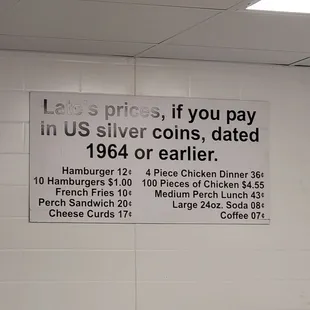 Late's prices, if you pay
in US silver coins, dated
1964 or earlier.
Hamburger 12¢
10 Hamburgers $1.00
French Fries 10¢
Perch Sandwich 20¢
Cheese Curds 17¢
4 Piece Chicken Dinner 36¢
100 Pieces of Chicken $4.55
Medium Perch Lunch 43¢
Large 24oz. Soda 08¢
Coffee 07¢